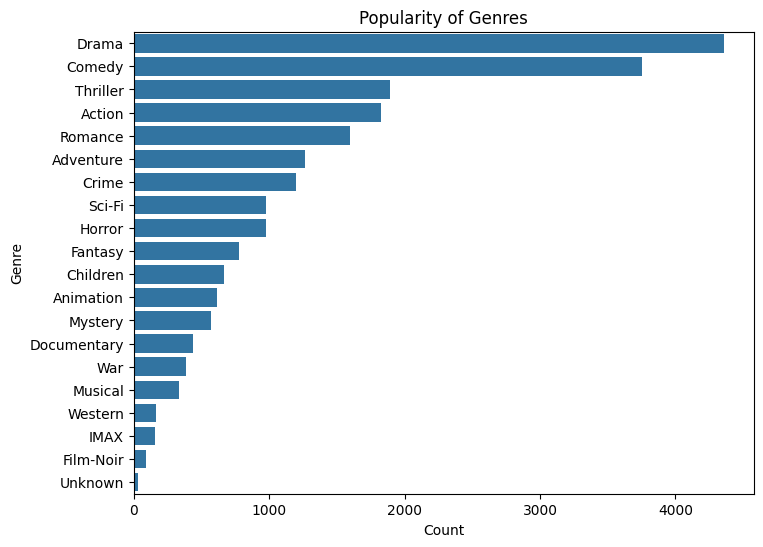 Popularity of Genres
Genre
Drama
Comedy
Thriller
Action
Romance
Adventure
Crime
Sci-Fi
Horror
Fantasy
Children
Animation
Mystery
Documentary
War
Musical
Western
IMAX
Film-Noir
Unknown
0 1000 2000 3000 4000
Count